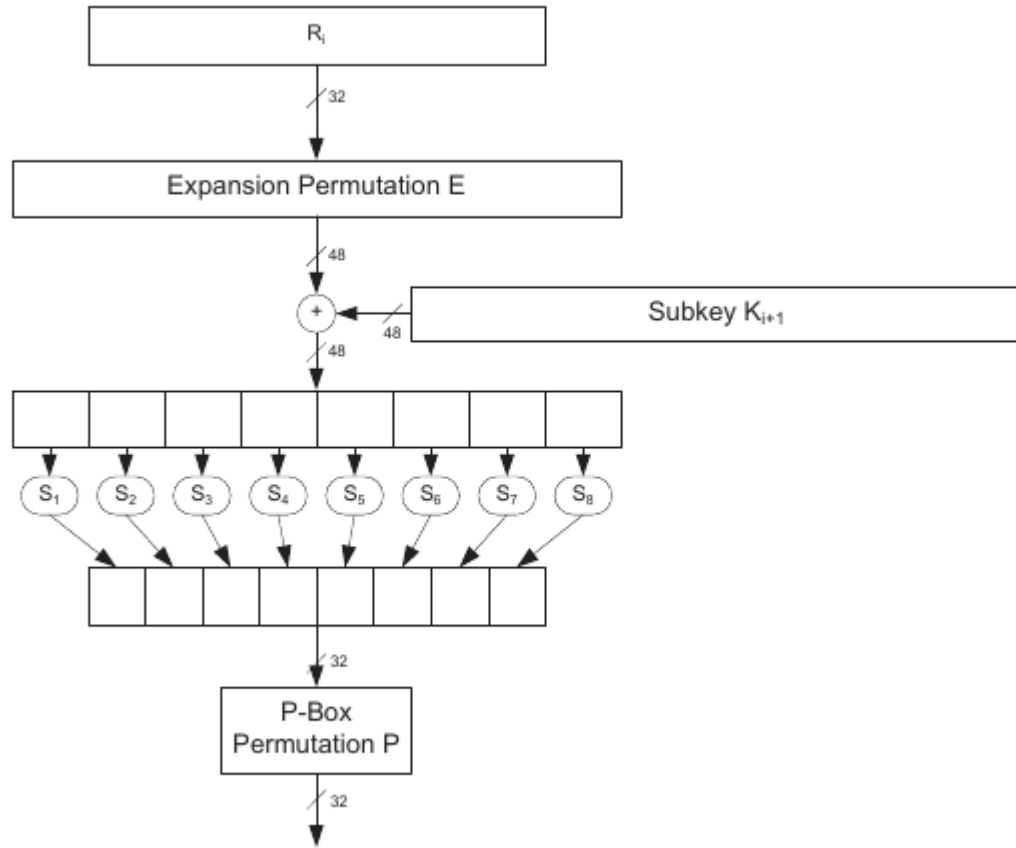 R_i
32
Expansion Permutation E
48
+
48
Subkey K_{i+1}
48
S_1 S_2 S_3 S_4 S_5 S_6 S_7 S_8
32
P-Box
Permutation P
32